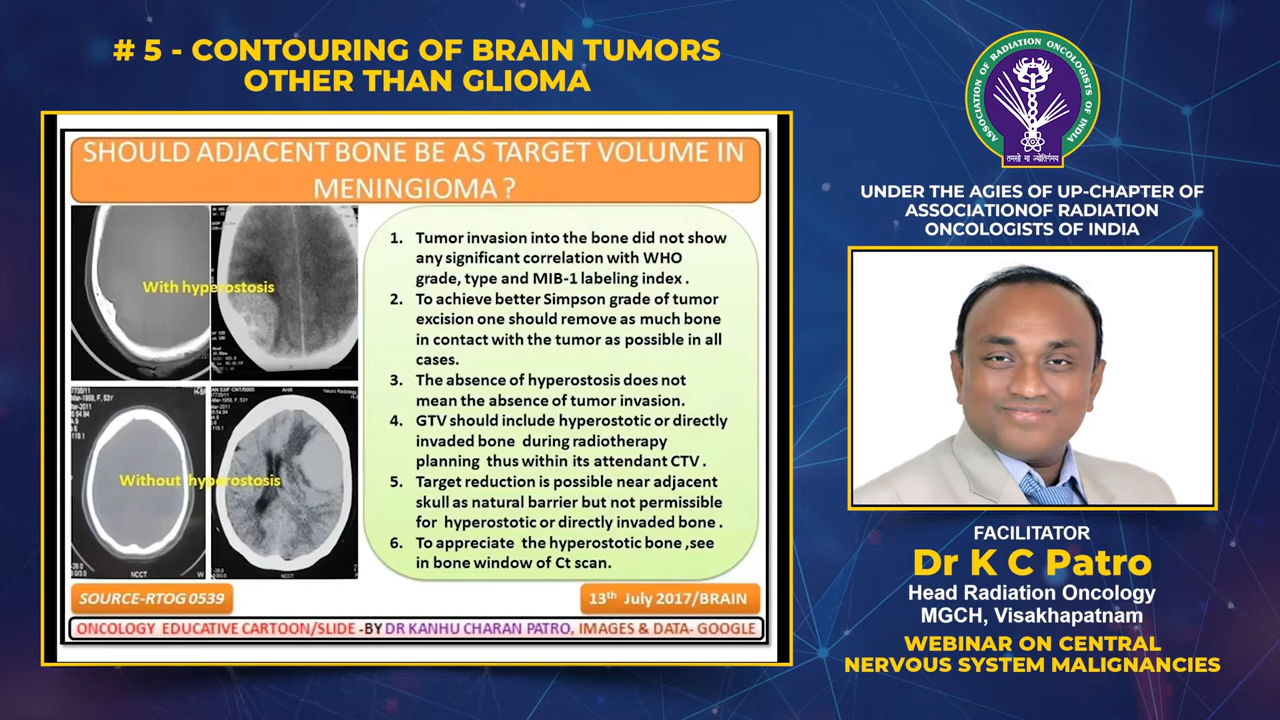 # 5 - CONTOURING OF BRAIN TUMORS
OTHER THAN GLIOMA
SHOULD ADJACENT BONE BE AS TARGET VOLUME IN
MENINGIOMA ?
With hyperostosis
Without hyperostosis
NCCT
W
NCCT
1. Tumor invasion into the bone did not show
any significant correlation with WHO
grade, type and MIB-1 labeling index .
2. To achieve better Simpson grade of tumor
excision one should remove as much bone
in contact with the tumor as possible in all
cases.
3. The absence of hyperostosis does not
mean the absence of tumor invasion.
4. GTV should include hyperostotic or directly
invaded bone during radiotherapy
planning thus within its attendant CTV .
5. Target reduction is possible near adjacent
skull as natural barrier but not permissible
for hyperostotic or directly invaded bone .
6. To appreciate the hyperostotic bone ,see
in bone window of Ct scan.
SOURCE-RTOG 0539
13th July 2017/BRAIN
ONCOLOGY EDUCATIVE CARTOON/SLIDE -BY DR KANHU CHARAN PATRO, IMAGES & DATA- GOOGLE
ASSOCIATION OF RADIATION ONCOLOGISTS OF INDIA
तमसो मा ज्योतिर्गमय
UNDER THE AGIES OF UP-CHAPTER OF
ASSOCIATIONOF RADIATION
ONCOLOGISTS OF INDIA
FACILITATOR
Dr K C Patro
Head Radiation Oncology
MGCH, Visakhapatnam
WEBINAR ON CENTRAL
NERVOUS SYSTEM MALIGNANCIES